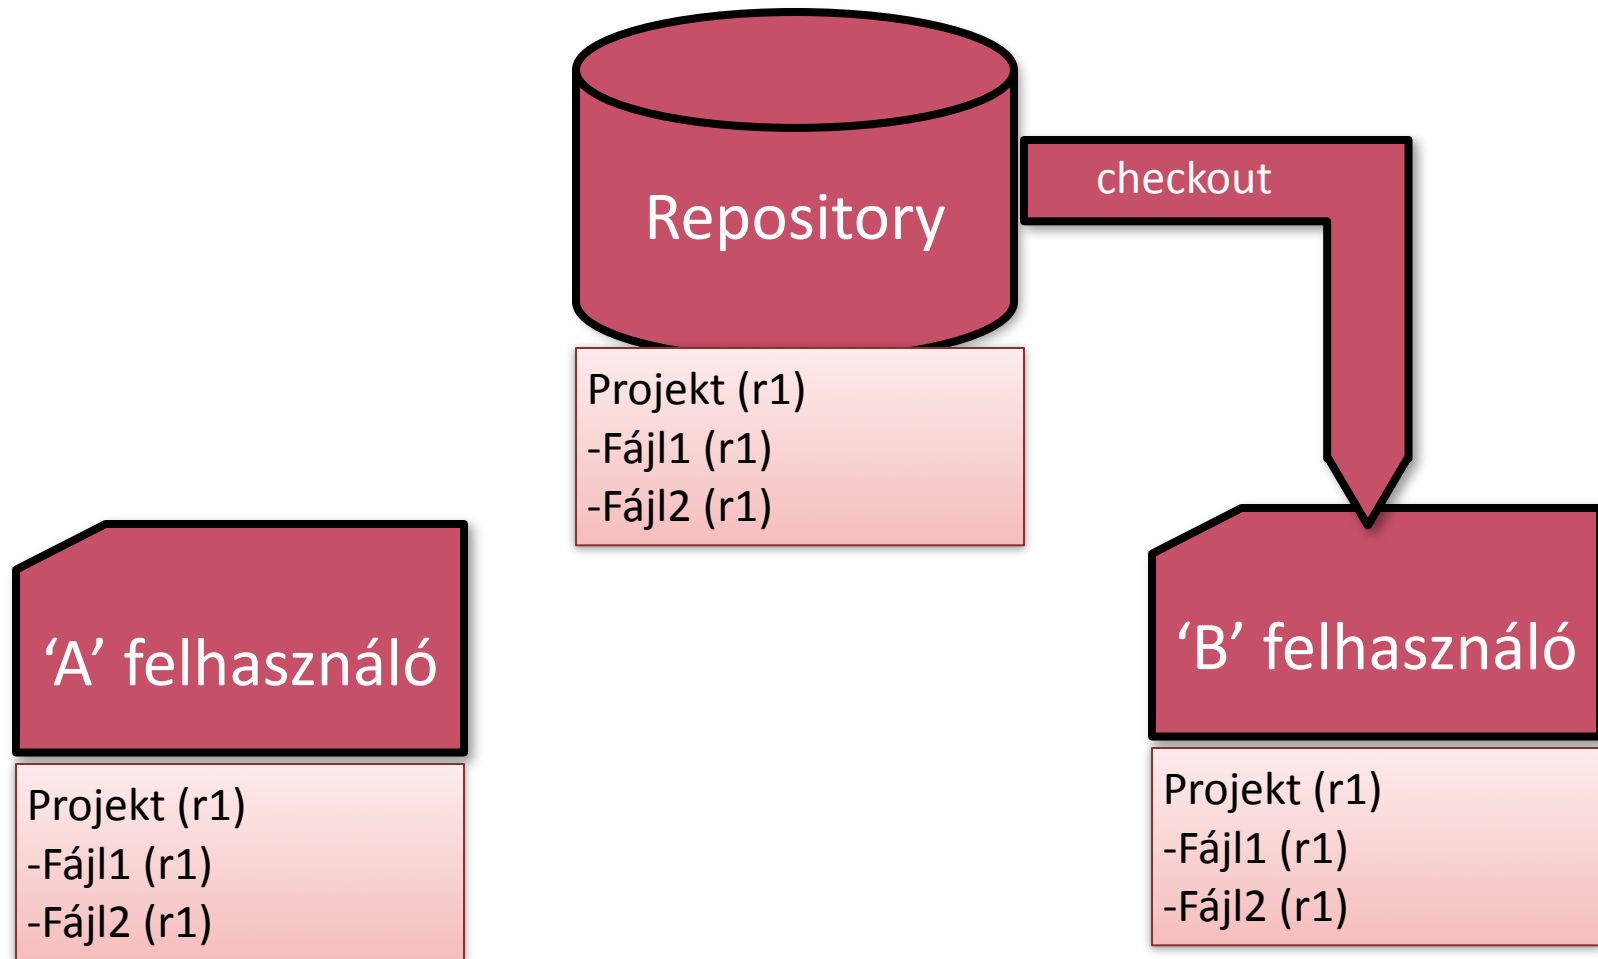 Repository
checkout
Projekt (r1)
-Fájl1 (r1)
-Fájl2 (r1)
‘A’ felhasználó
Projekt (r1)
-Fájl1 (r1)
-Fájl2 (r1)
‘B’ felhasználó
Projekt (r1)
-Fájl1 (r1)
-Fájl2 (r1)